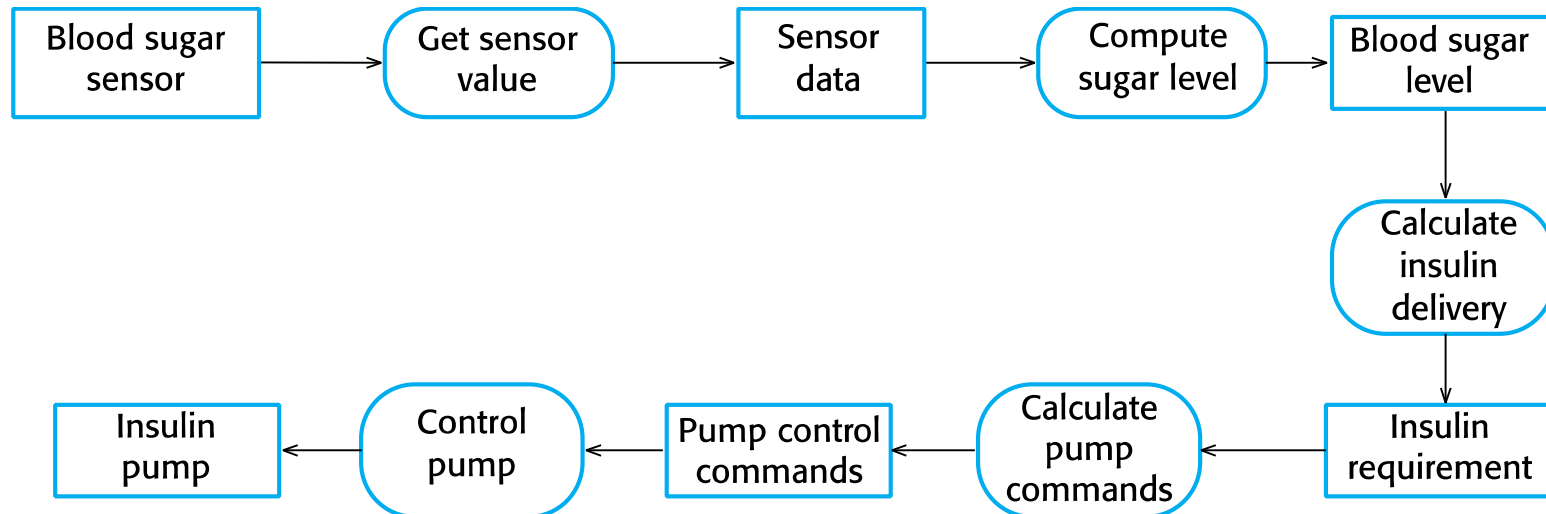 Blood sugar
sensor
Get sensor
value
Sensor
data
Compute
sugar level
Blood sugar
level
Calculate
insulin
delivery
Insulin
requirement
Calculate
pump
commands
Pump control
commands
Control
pump
Insulin
pump